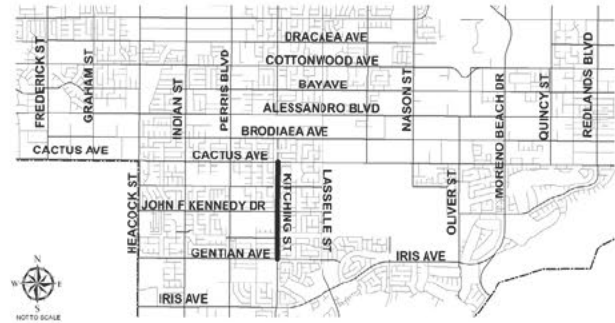 DRACAEA AVE
COTTONWOOD AVE
BAY AVE
ALESSANDRO BLVD
BRODIAEA AVE
FREDERICK ST
GRAHAM ST
INDIAN ST
PERRIS BLVD
NASON ST
MORENO BEACH DR
QUINCY ST
REDLANDS BLVD
CACTUS AVE
CACTUS AVE
HEACOCK ST
JOHN F KENNEDY DR
KITCHING ST
LASSELLE ST
OLIVER ST
GENTIAN AVE
IRIS AVE
IRIS AVE
N
W
E
S
NOT TO SCALE